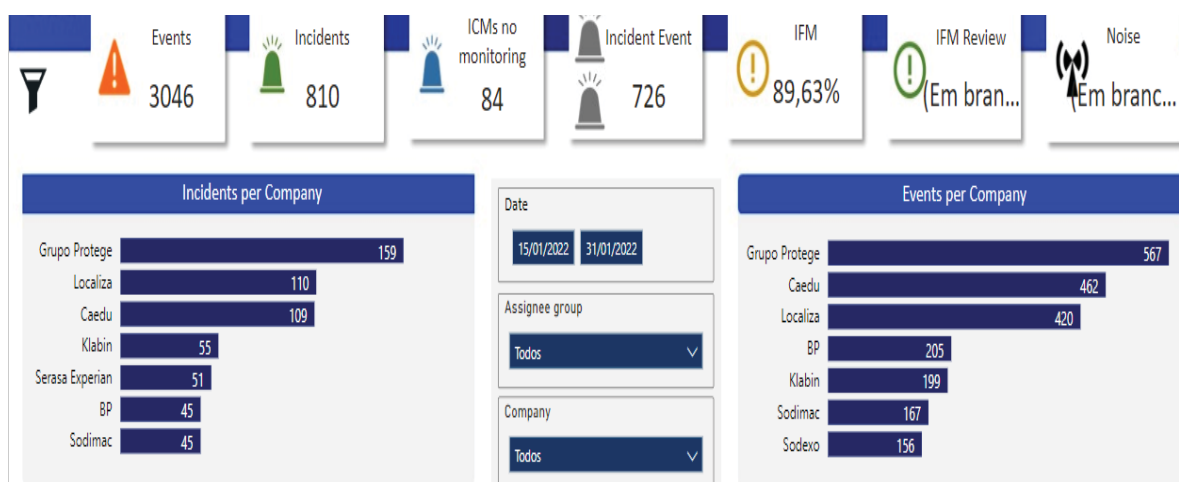 Events
3046
Incidents
810
ICMs no
monitoring
84
Incident Event
726
IFM
89,63%
IFM Review
(Em bran...
Noise
(Em branc...
Incidents per Company
Grupo Protege 159
Localiza 110
Caedu 109
Klabin 55
Serasa Experian 51
BP 45
Sodimac 45
Date
15/01/2022 31/01/2022
Assignee group
Todos
Company
Todos
Events per Company
Grupo Protege 567
Caedu 462
Localiza 420
BP 205
Klabin 199
Sodimac 167
Sodexo 156